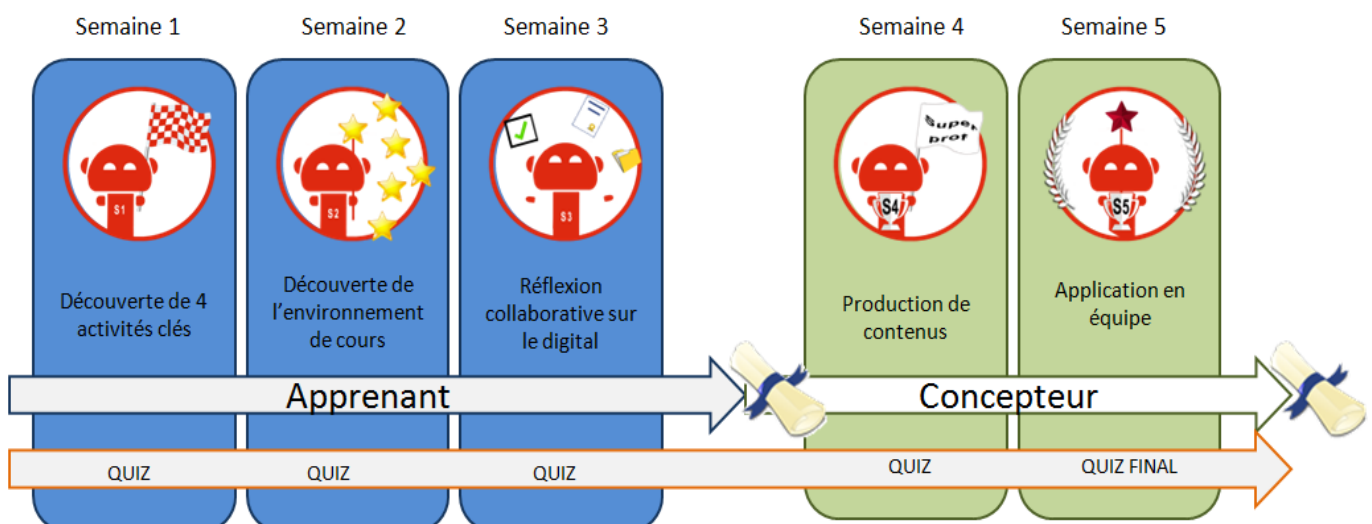 Semaine 1
Semaine 2
Semaine 3
Semaine 4
Semaine 5
S1
S2
S3
Super
prof
S4
S5
Découverte de 4
activités clés
Découverte de
l'environnement
de cours
Réflexion
collaborative sur
le digital
Production de
contenus
Application en
équipe
Apprenant
Concepteur
QUIZ
QUIZ
QUIZ
QUIZ
QUIZ FINAL